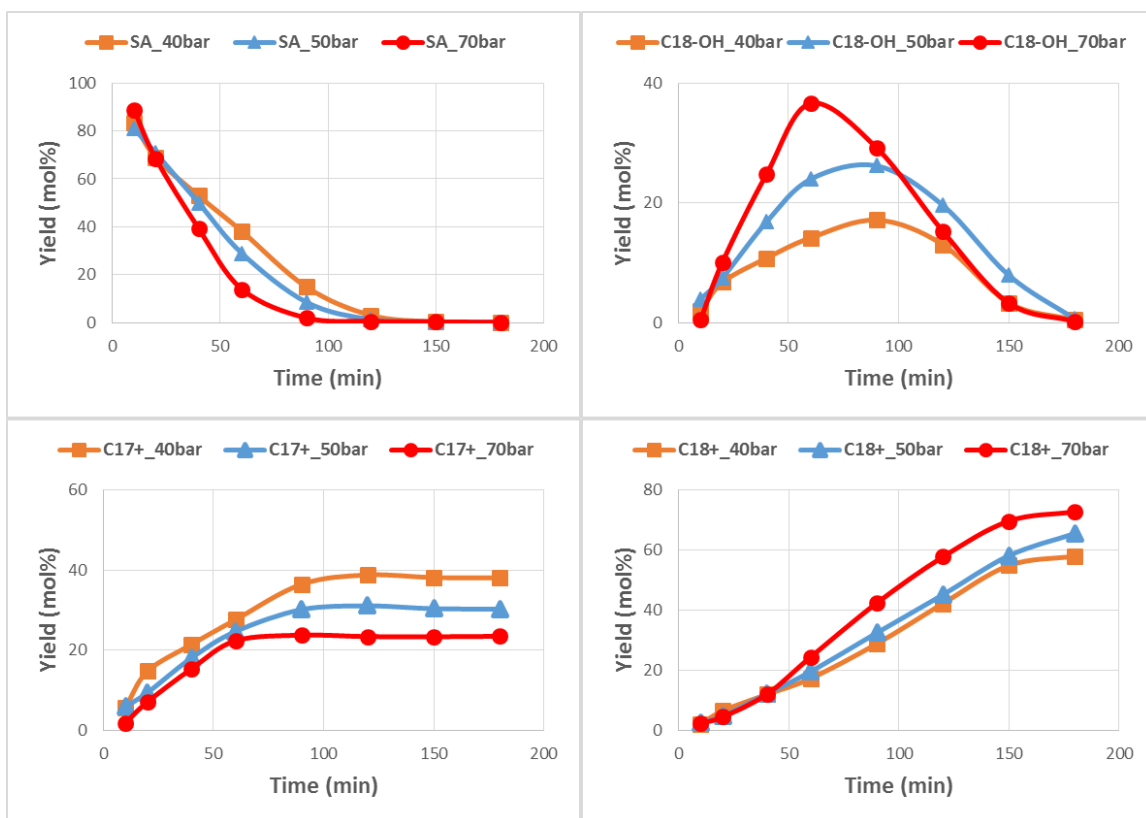 SA_40bar SA_50bar SA_70bar
100
80
60
40
20
0
Yield (mol%)
0 50 100 150 200
Time (min)
C18-OH_40bar C18-OH_50bar C18-OH_70bar
40
20
0
Yield (mol%)
0 50 100 150 200
Time (min)
C17+_40bar C17+_50bar C17+_70bar
60
40
20
0
Yield (mol%)
0 50 100 150 200
Time (min)
C18+_40bar C18+_50bar C18+_70bar
80
60
40
20
0
Yield (mol%)
0 50 100 150 200
Time (min)